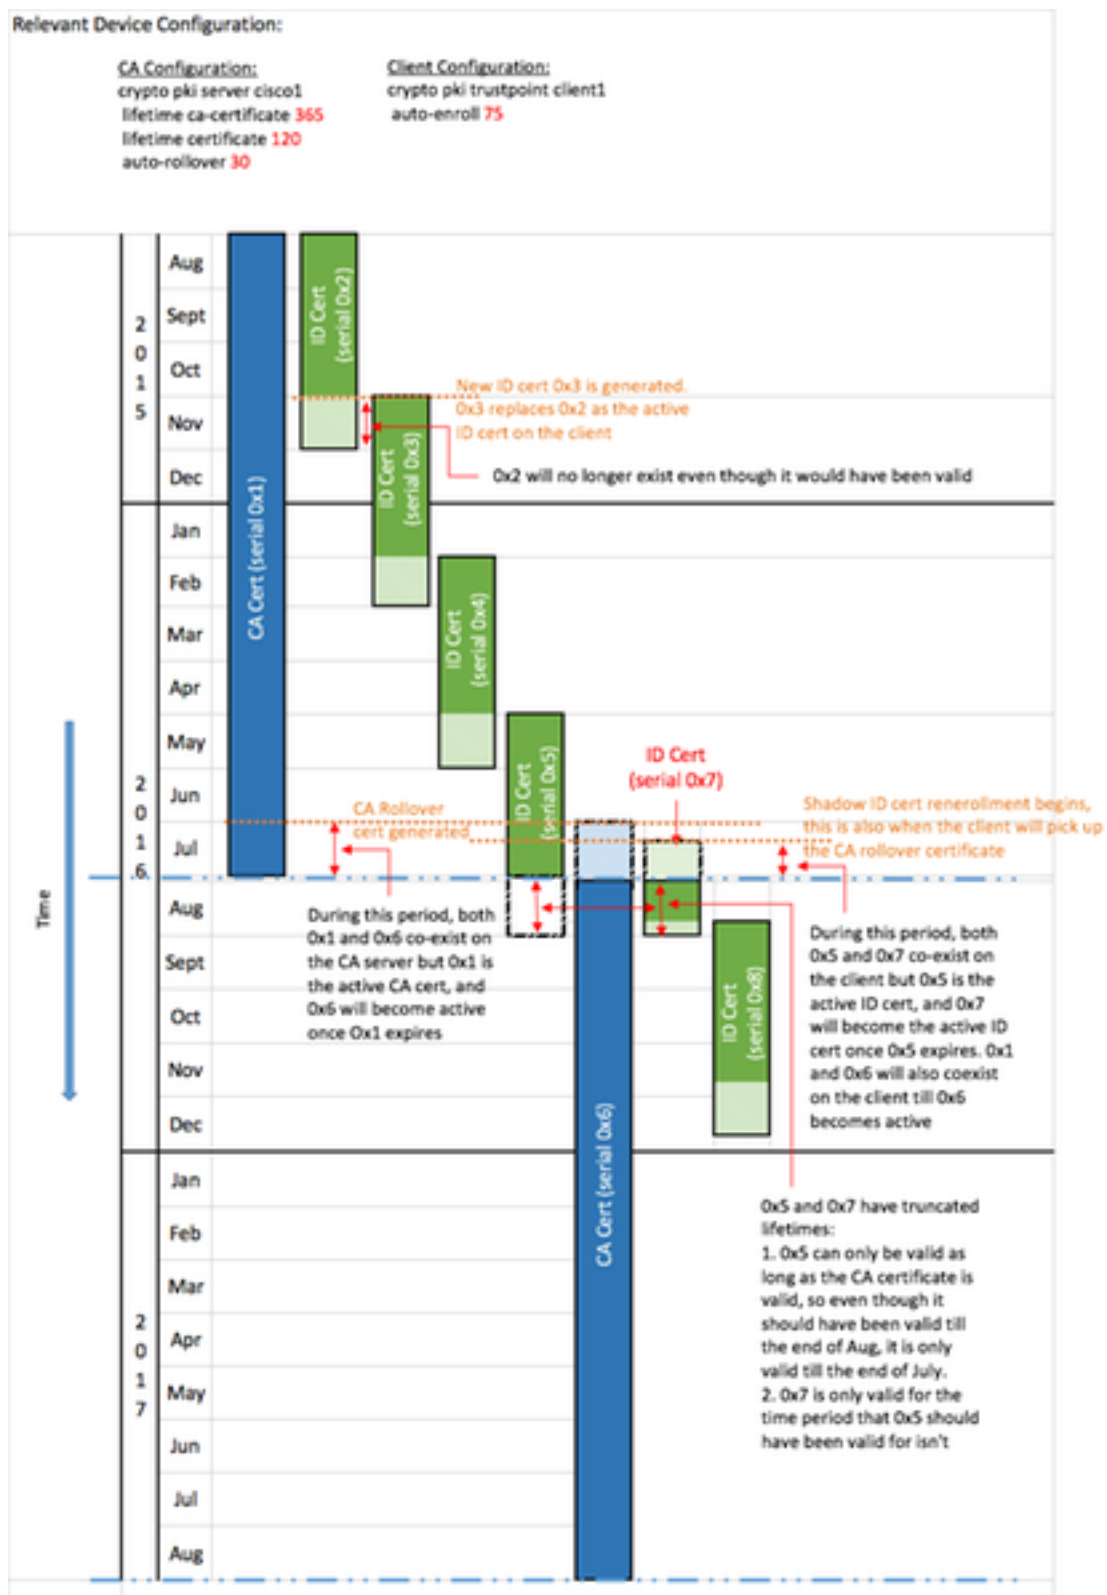 Relevant Device Configuration:
CA Configuration:
crypto pki server cisco1
lifetime ca-certificate 365
lifetime certificate 120
auto-rollover 30
Client Configuration:
crypto pki trustpoint client1
auto-enroll 75
Time
2015
Aug
Sept
Oct
Nov
Dec
2016
Jan
Feb
Mar
Apr
May
Jun
Jul
Aug
Sept
Oct
Nov
Dec
2017
Jan
Feb
Mar
Apr
May
Jun
Jul
Aug
CA Cert (serial 0x1)
ID Cert
(serial 0x2)
ID Cert
(serial 0x3)
ID Cert
(serial 0x4)
ID Cert
(serial 0x5)
CA Cert (serial 0x6)
ID Cert
(serial 0x7)
ID Cert
(serial 0x8)
New ID cert 0x3 is generated.
0x3 replaces 0x2 as the active
ID cert on the client
0x2 will no longer exist even though it would have been valid
CA Rollover
cert generated
Shadow ID cert renerollment begins,
this is also when the client will pick up
the CA rollover certificate
During this period, both
0x1 and 0x6 co-exist on
the CA server but 0x1 is
the active CA cert, and
0x6 will become active
once Ox1 expires
During this period, both
0x5 and 0x7 co-exist on
the client but 0x5 is the
active ID cert, and 0x7
will become the active ID
cert once 0x5 expires. 0x1
and 0x6 will also coexist
on the client till 0x6
becomes active
0x5 and 0x7 have truncated
lifetimes:
1. 0x5 can only be valid as
long as the CA certificate is
valid, so even though it
should have been valid till
the end of Aug, it is only
valid till the end of July.
2. 0x7 is only valid for the
time period that 0x5 should
have been valid for isn't